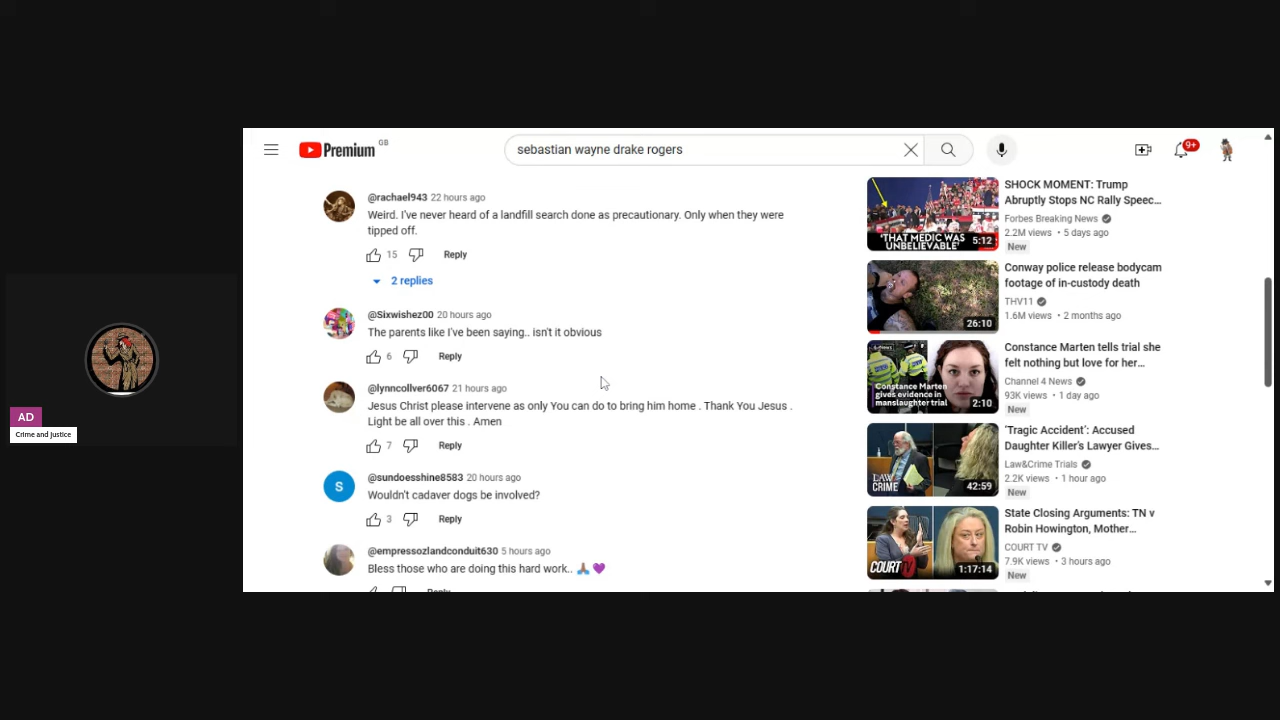 Premium GB
sebastian wayne drake rogers
9+
@rachael943 22 hours ago
Weird. I've never heard of a landfill search done as precautionary. Only when they were
tipped off.
15 Reply
2 replies
@Sixwishez00 20 hours ago
The parents like I've been saying.. isn't it obvious
6 Reply
@lynncollver6067 21 hours ago
Jesus Christ please intervene as only You can do to bring him home . Thank You Jesus .
Light be all over this . Amen
7 Reply
S
@sundoesshine8583 20 hours ago
Wouldn't cadaver dogs be involved?
3 Reply
@empressozlandconduit630 5 hours ago
Bless those who are doing this hard work.. 🙏🏽 💜
Reply
'THAT MEDIC WAS
UNBELIEVABLE'
5:12
SHOCK MOMENT: Trump
Abruptly Stops NC Rally Speec...
Forbes Breaking News
2.2M views • 5 days ago
New
26:10
Conway police release bodycam
footage of in-custody death
THV11
1.6M views • 2 months ago
Constance Marten
gives evidence in
manslaughter trial
2:10
Constance Marten tells trial she
felt nothing but love for her...
Channel 4 News
93K views • 1 day ago
New
LAW
CRIME
42:59
'Tragic Accident': Accused
Daughter Killer's Lawyer Gives...
Law&Crime Trials
2.2K views • 1 hour ago
New
COURT
1:17:14
State Closing Arguments: TN v
Robin Howington, Mother...
COURT TV
7.9K views • 3 hours ago
New
AD
Crime and Justice